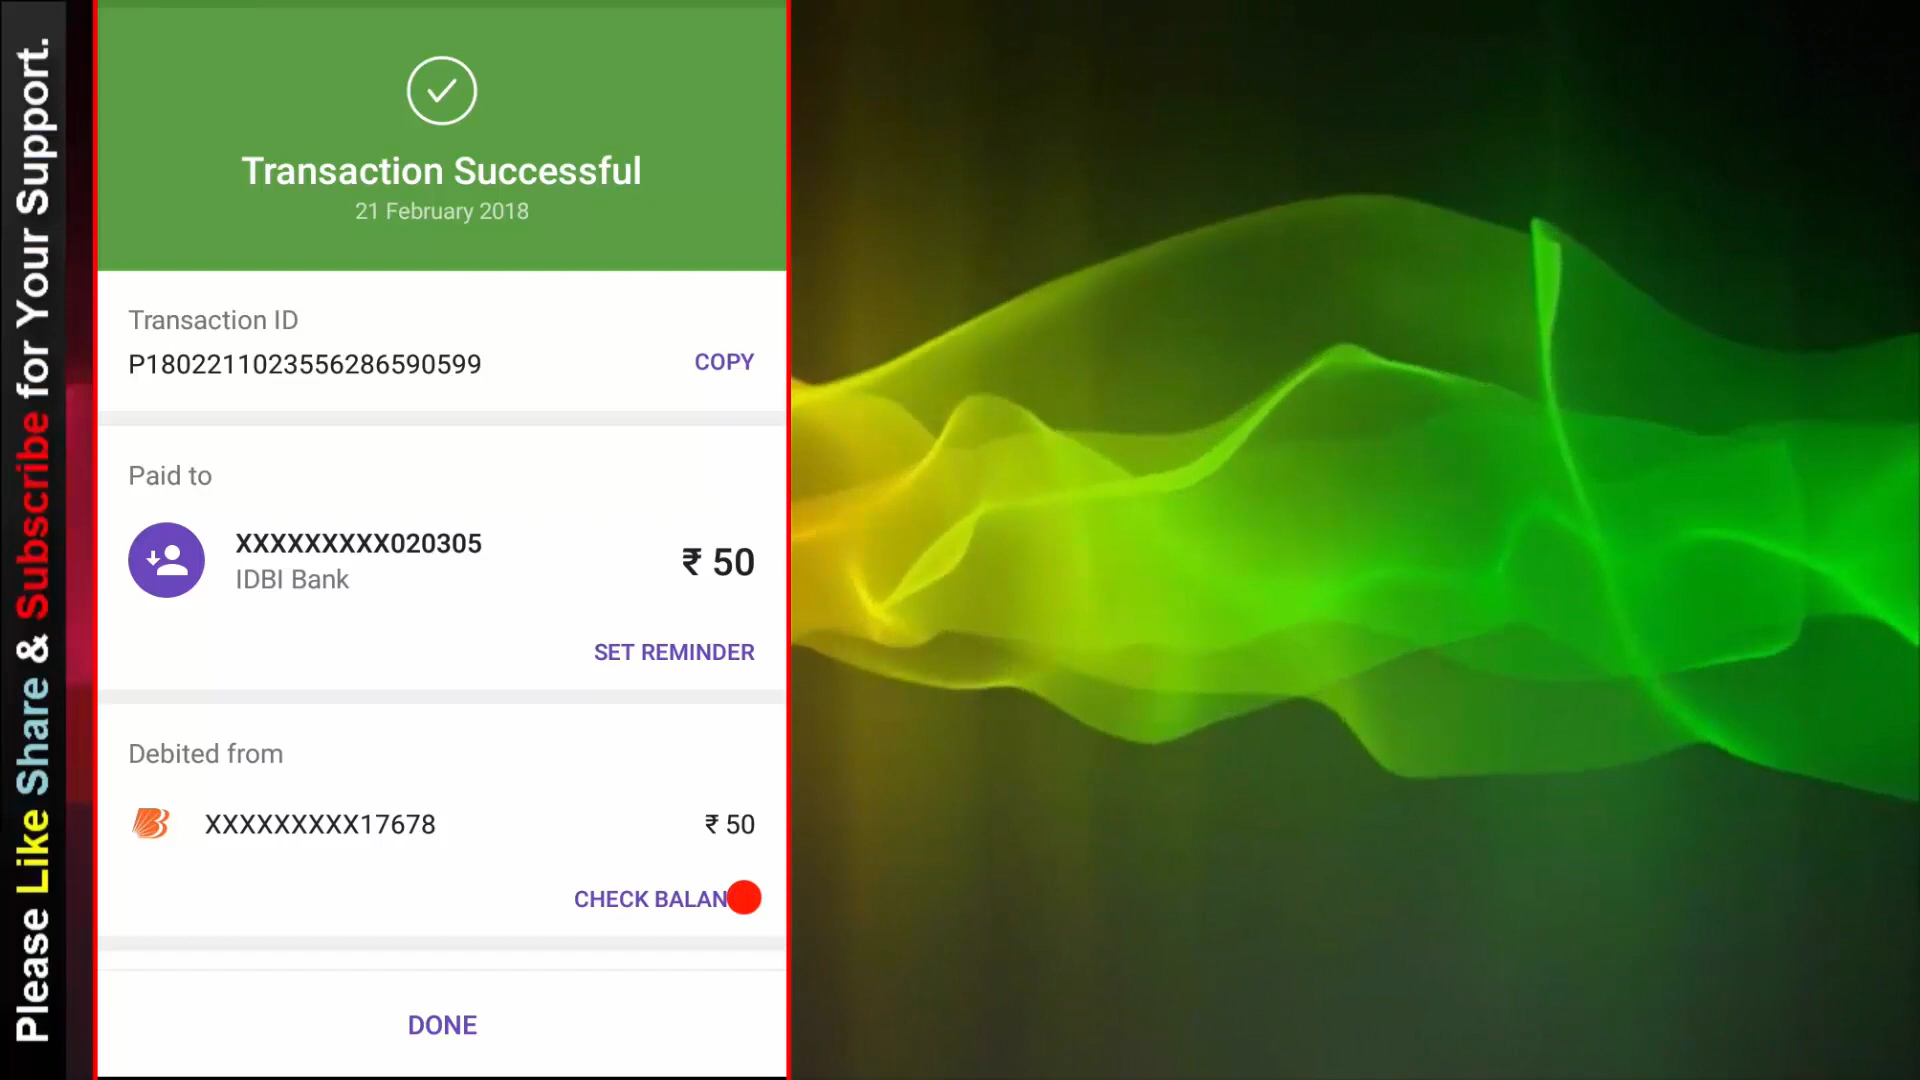 Please Like Share & Subscribe for Your Support.
Transaction Successful
21 February 2018
Transaction ID
P1802211023556286590599
COPY
Paid to
XXXXXXXXX020305
₹ 50
IDBI Bank
SET REMINDER
Debited from
XXXXXXXXX17678
₹ 50
CHECK BALAN
DONE